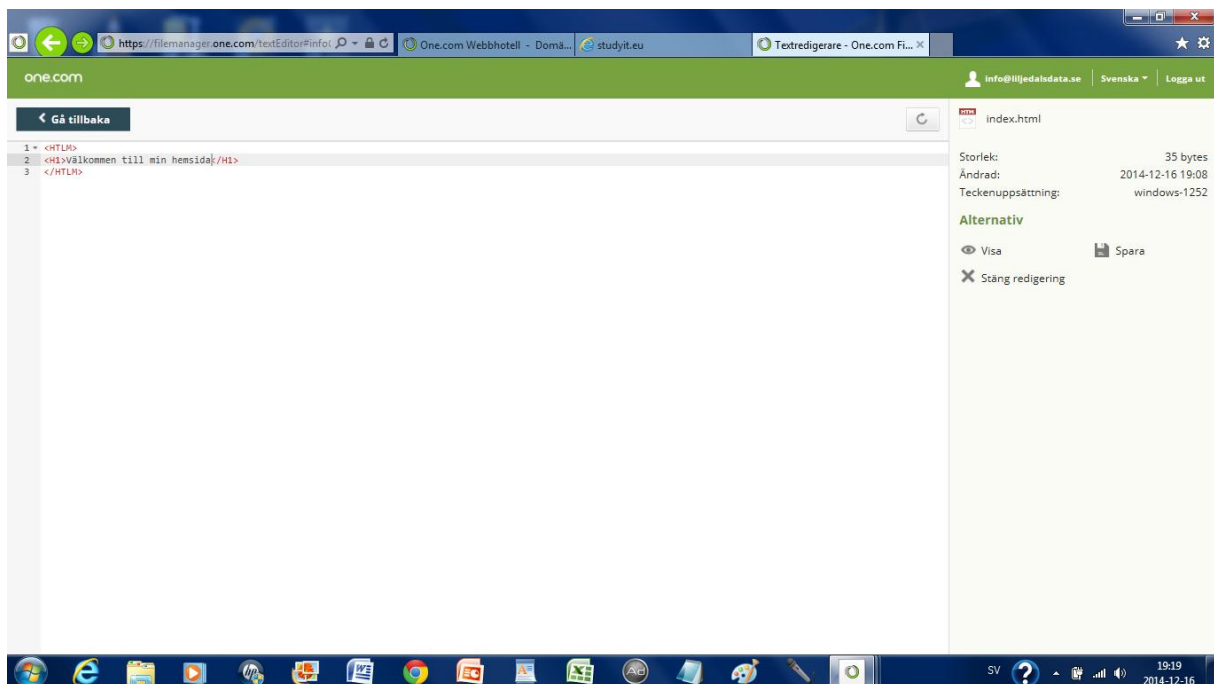 https://filemanager.one.com/textEditor#info(
One.com Webbhotell - Domä...
studyit.eu
Textredigerare - One.com Fi...
one.com
info@liljedalsdata.se
Svenska
Logga ut
Gå tillbaka
HTM
index.html
1 <HTLM>
2 <H1>Välkommen till min hemsida</H1>
3 </HTLM>
Storlek: 35 bytes
Ändrad: 2014-12-16 19:08
Teckenuppsättning: windows-1252
Alternativ
Visa
Spara
Stäng redigering
hp
Ad
SV
19:19
2014-12-16